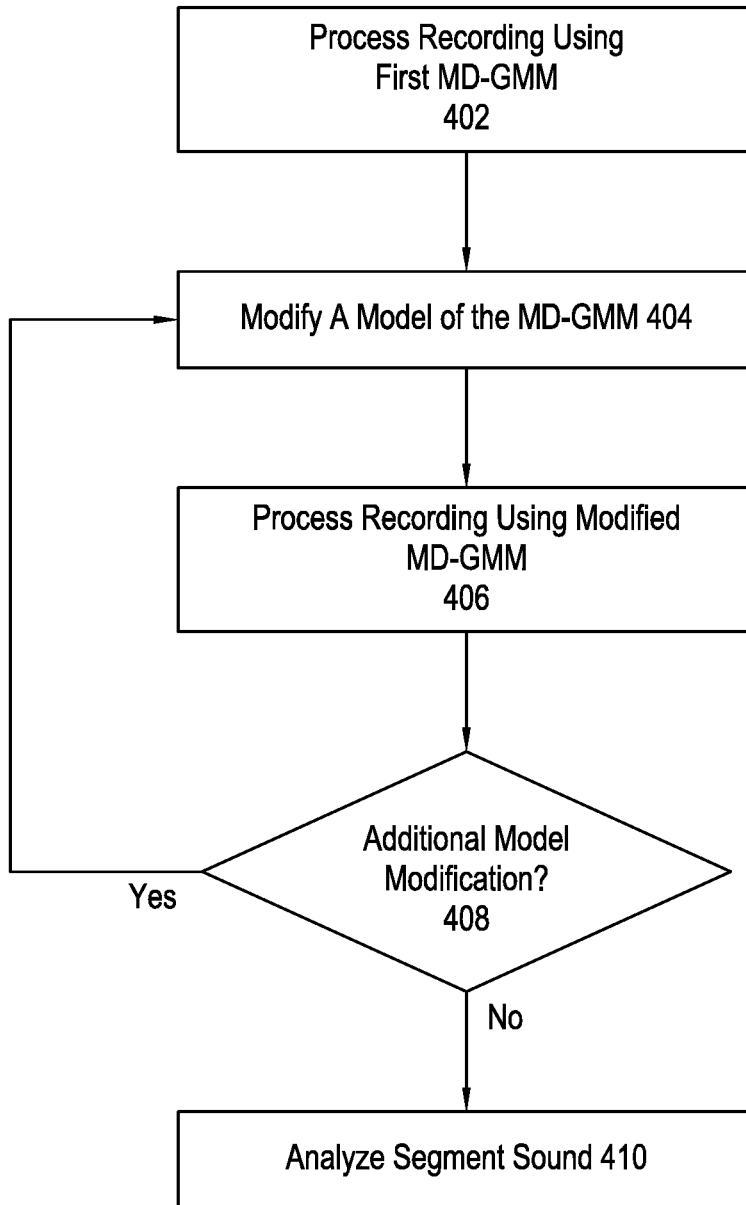 Process Recording Using
First MD-GMM
402
Modify A Model of the MD-GMM 404
Process Recording Using Modified
MD-GMM
406
Additional Model
Modification?
408
Yes
No
Analyze Segment Sound 410